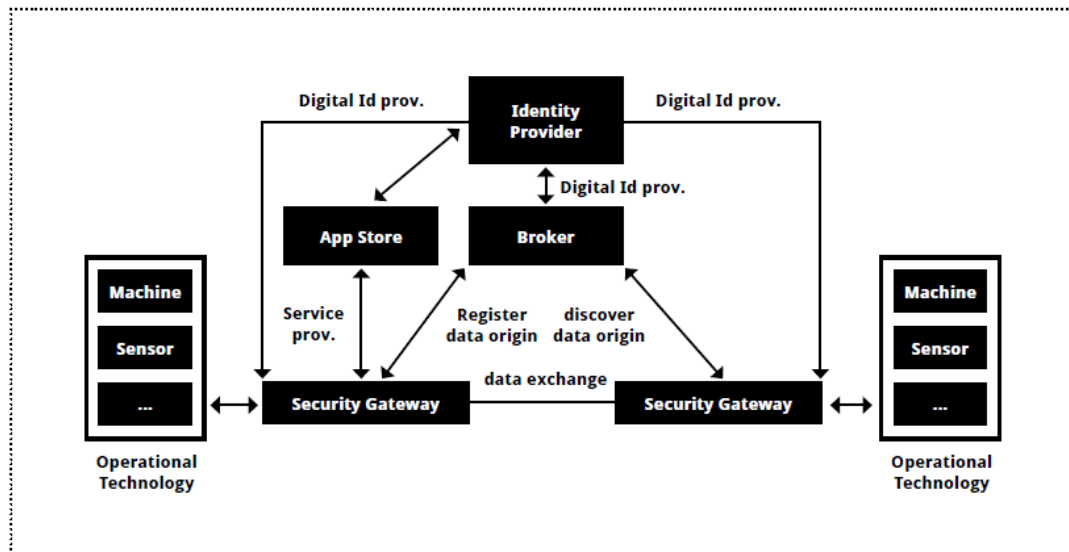 Digital Id prov.
Identity
Provider
Digital Id prov.
Digital Id prov.
App Store
Broker
Machine
Sensor
...
Operational
Technology
Service
prov.
Register
data origin
discover
data origin
data exchange
Security Gateway
Security Gateway
Machine
Sensor
...
Operational
Technology